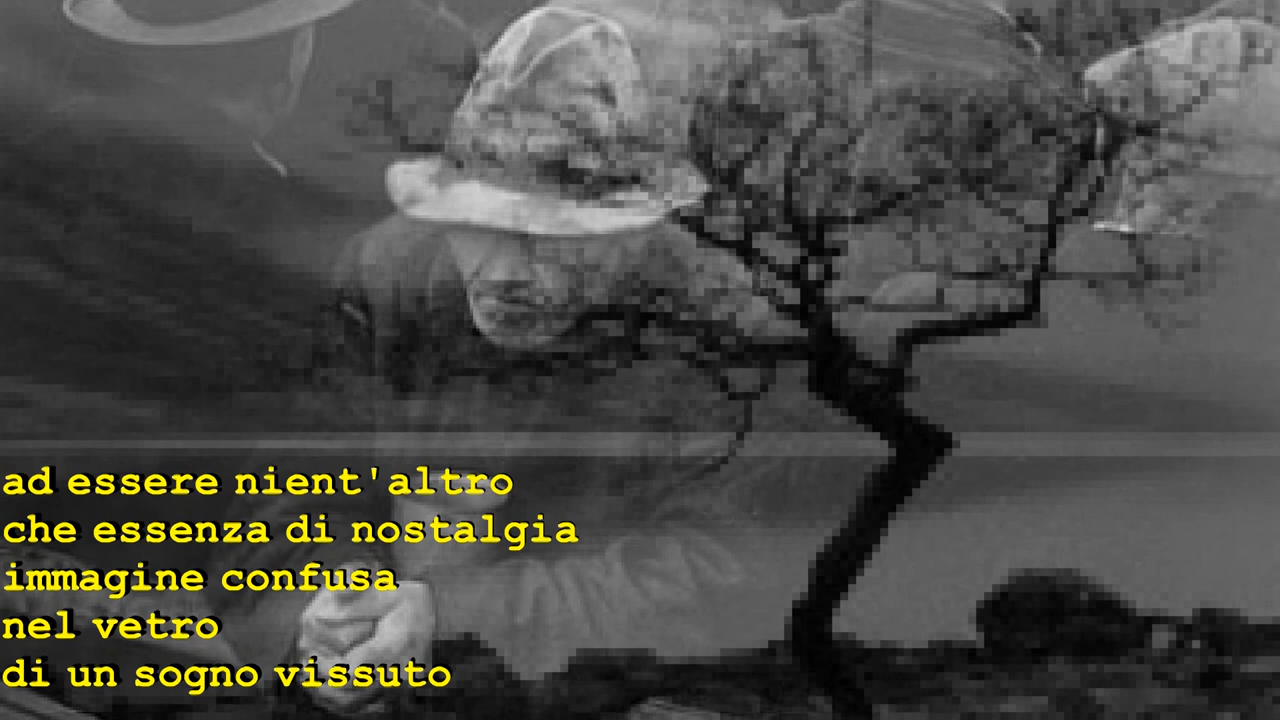 ad essere nient'altro
che essenza di nostalgia
immagine confusa
nel vetro
di un sogno vissuto